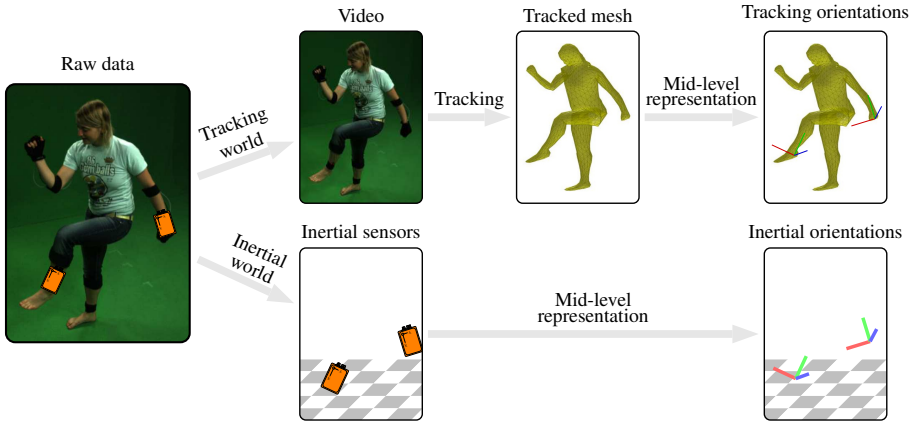 Raw data
Tracking
world
Inertial
world
Video
Tracking
Tracked mesh
Mid-level
representation
Tracking orientations
Inertial sensors
Mid-level
representation
Inertial orientations